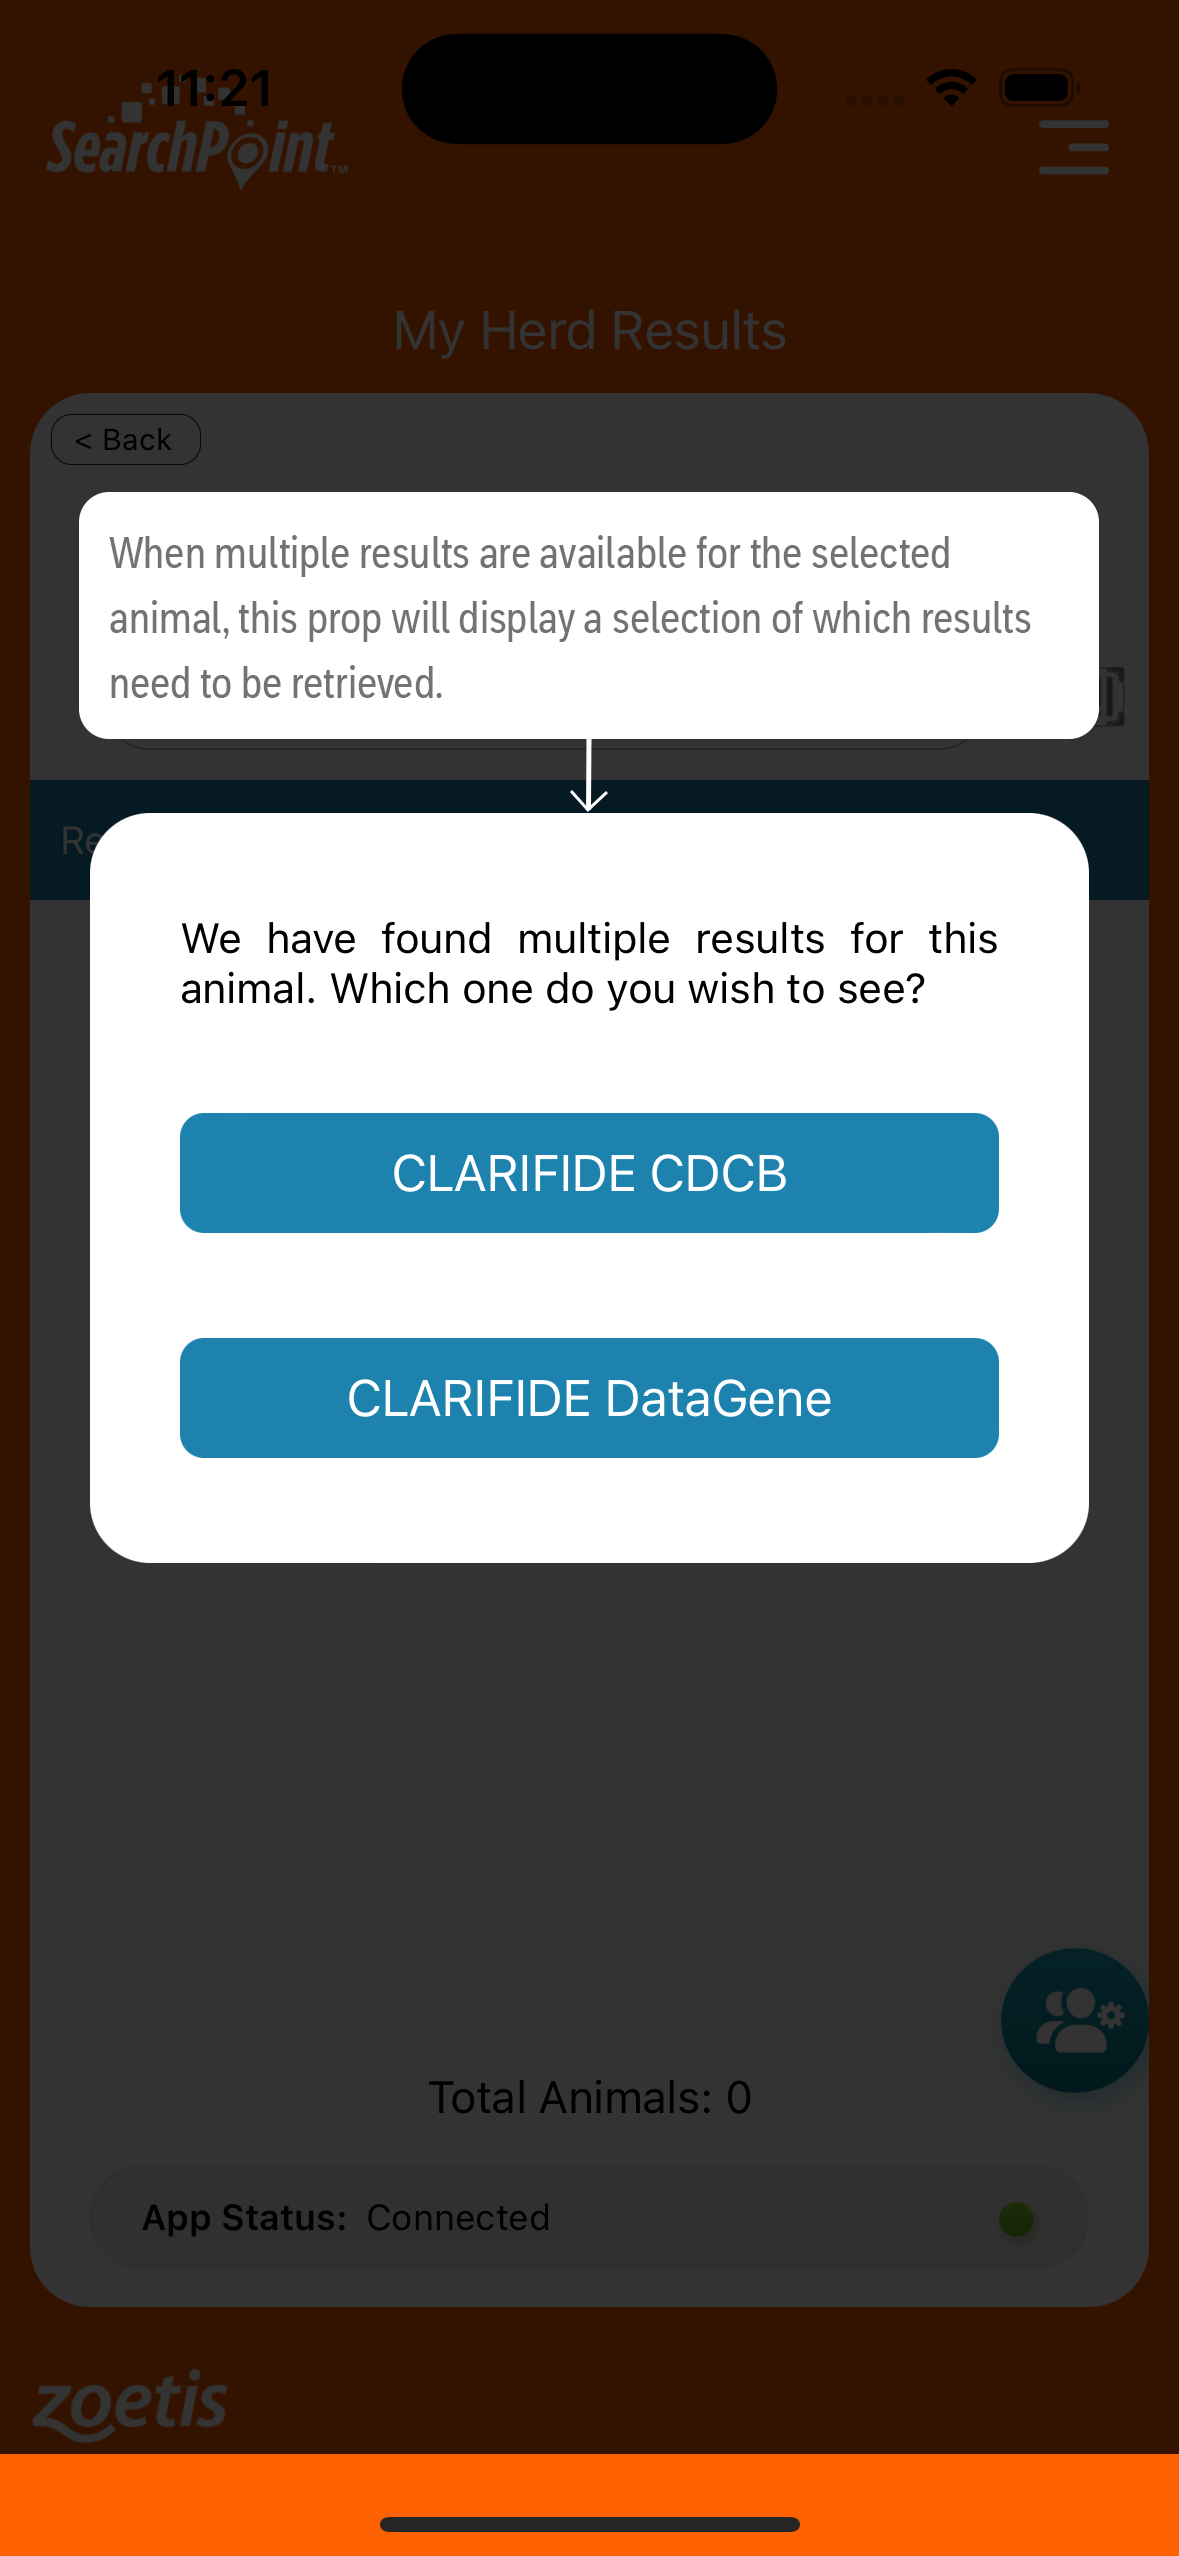 11:21
SearchPoint™
My Herd Results
< Back
When multiple results are available for the selected
animal, this prop will display a selection of which results
need to be retrieved.
We have found multiple results for this
animal. Which one do you wish to see?
CLARIFIDE CDCB
CLARIFIDE DataGene
Total Animals: 0
App Status: Connected
zoetis